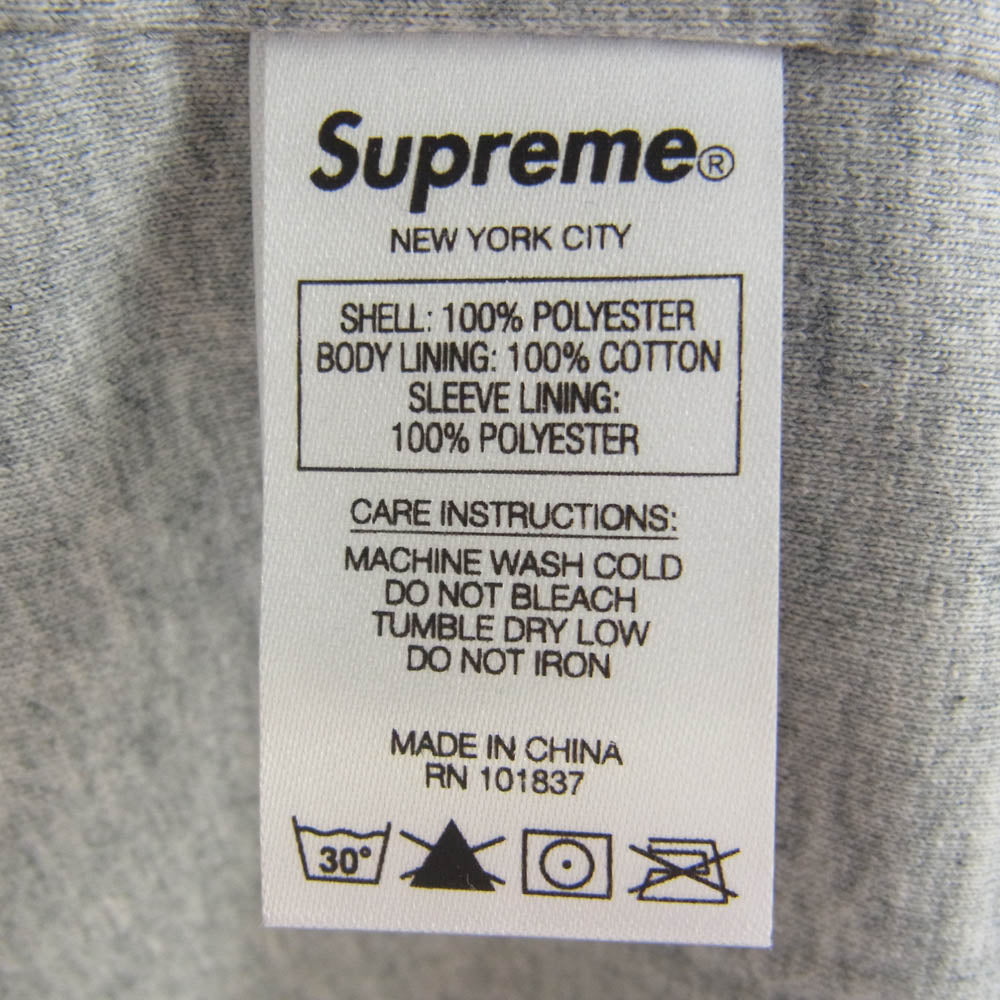 Supreme®
NEW YORK CITY
SHELL: 100% POLYESTER
BODY LINING: 100% COTTON
SLEEVE LINING:
100% POLYESTER
CARE INSTRUCTIONS:
MACHINE WASH COLD
DO NOT BLEACH
TUMBLE DRY LOW
DO NOT IRON
MADE IN CHINA
RN 101837
30°